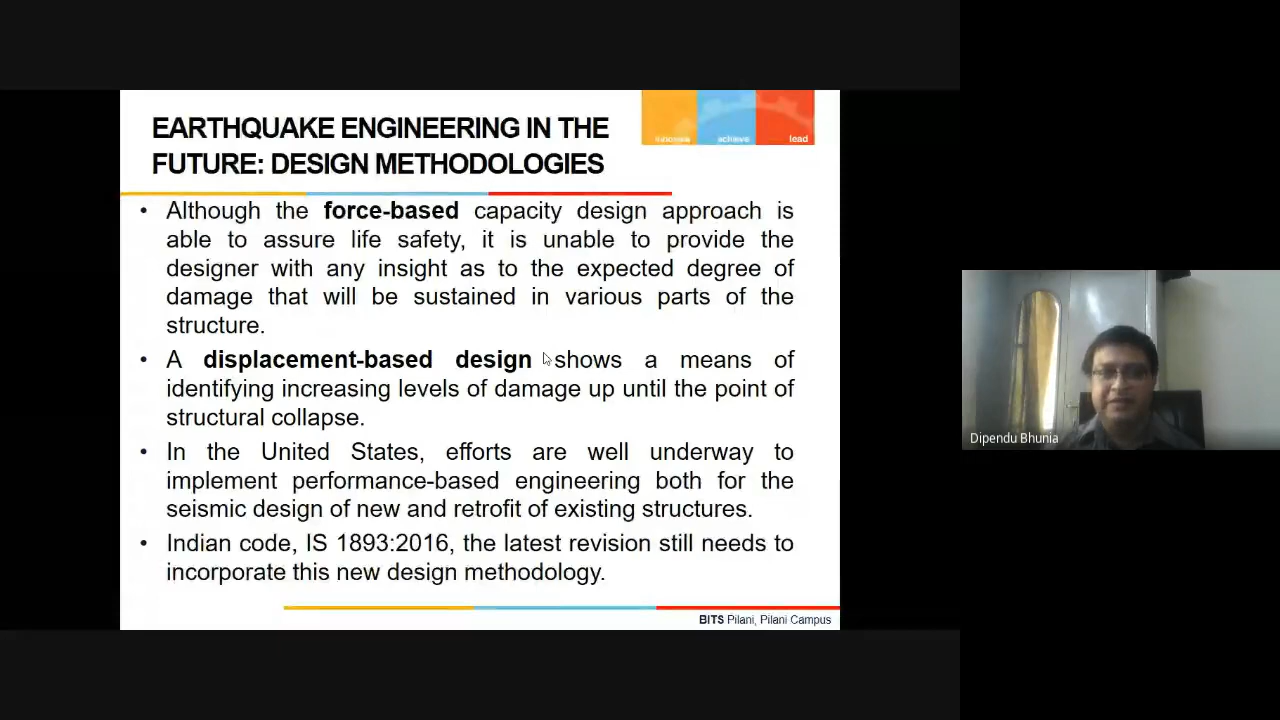 EARTHQUAKE ENGINEERING IN THE
FUTURE: DESIGN METHODOLOGIES
innovate achieve lead
• Although the force-based capacity design approach is
able to assure life safety, it is unable to provide the
designer with any insight as to the expected degree of
damage that will be sustained in various parts of the
structure.
• A displacement-based design shows a means of
identifying increasing levels of damage up until the point of
structural collapse.
• In the United States, efforts are well underway to
implement performance-based engineering both for the
seismic design of new and retrofit of existing structures.
• Indian code, IS 1893:2016, the latest revision still needs to
incorporate this new design methodology.
BITS Pilani, Pilani Campus
Dipendu Bhunia